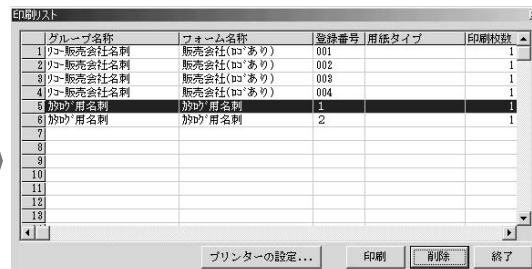 印刷リスト
グループ名称 フォーム名称 登録番号 用紙タイプ 印刷枚数
1 ﾘｺｰ販売会社名刺 販売会社(ﾛｺﾞあり) 001 1
2 ﾘｺｰ販売会社名刺 販売会社(ﾛｺﾞあり) 002 1
3 ﾘｺｰ販売会社名刺 販売会社(ﾛｺﾞあり) 003 1
4 ﾘｺｰ販売会社名刺 販売会社(ﾛｺﾞあり) 004 1
5 ｶﾀﾛｸﾞ用名刺 ｶﾀﾛｸﾞ用名刺 1 1
6 ｶﾀﾛｸﾞ用名刺 ｶﾀﾛｸﾞ用名刺 2 1
7
8
9
10
11
12
13
プリンターの設定... 印刷 削除 終了